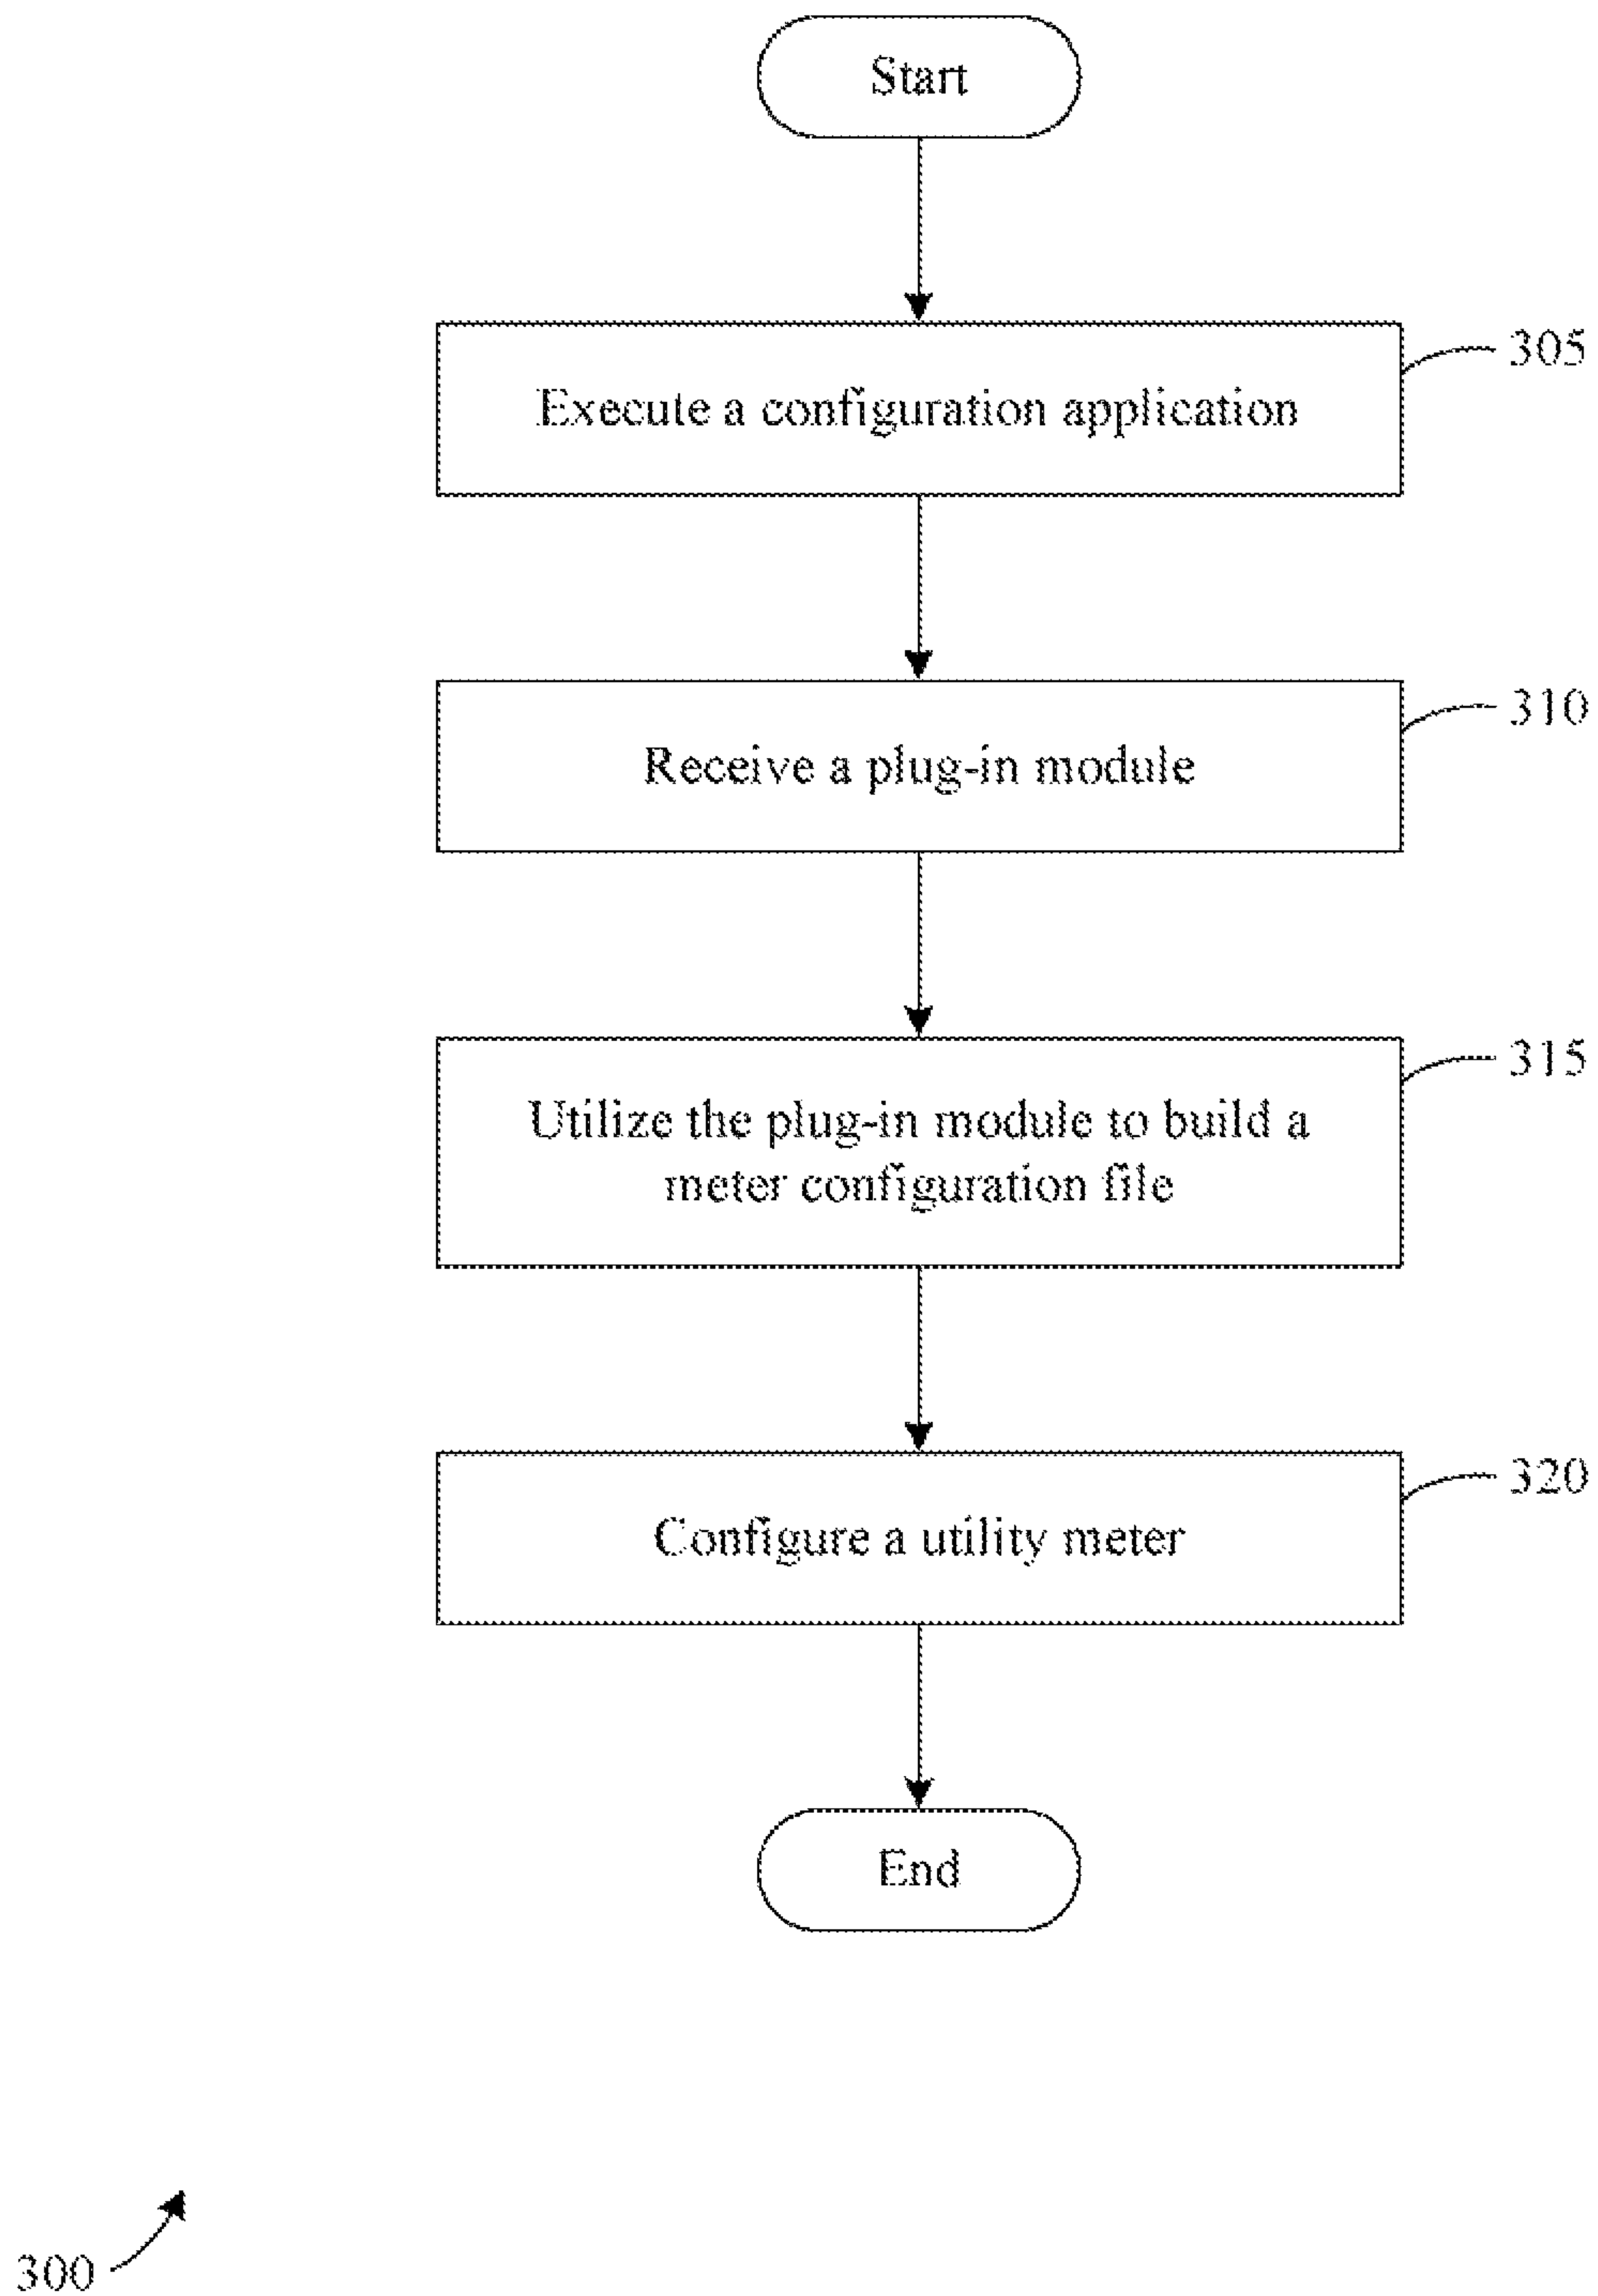 Start
305
Execute a configuration application
310
Receive a plug-in module
315
Utilize the plug-in module to build a
meter configuration file
320
Configure a utility meter
End
300